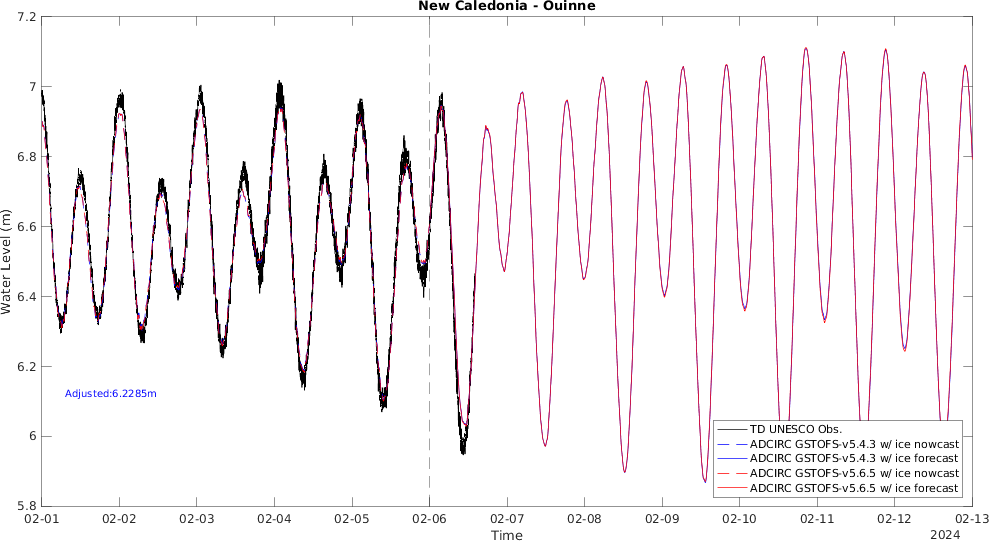 New Caledonia - Ouinne
7.2
7
6.8
6.6
6.4
6.2
6
5.8
Water Level (m)
Adjusted:6.2285m
TD UNESCO Obs.
ADCIRC GSTOFS-v5.4.3 w/ ice nowcast
ADCIRC GSTOFS-v5.4.3 w/ ice forecast
ADCIRC GSTOFS-v5.6.5 w/ ice nowcast
ADCIRC GSTOFS-v5.6.5 w/ ice forecast
02-01 02-02 02-03 02-04 02-05 02-06 02-07 02-08 02-09 02-10 02-11 02-12 02-13
Time
2024